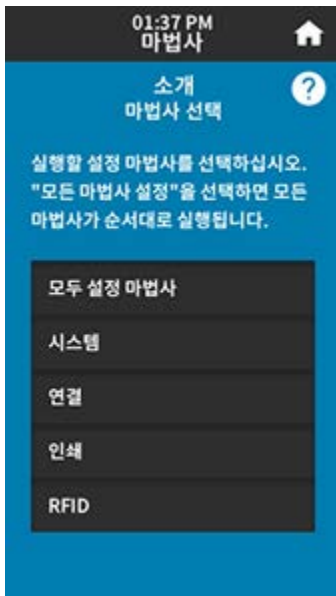 01:37 PM
마법사
소개
?
마법사 선택
실행할 설정 마법사를 선택하십시오.
"모든 마법사 설정"을 선택하면 모든
마법사가 순서대로 실행됩니다.
모두 설정 마법사
시스템
연결
인쇄
RFID